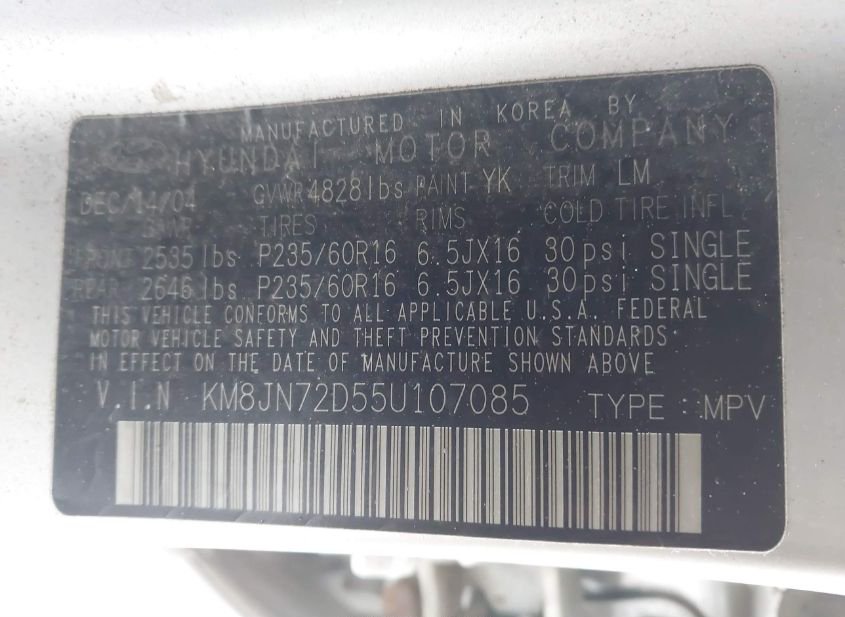 MANUFACTURED IN KOREA BY
HYUNDAI MOTOR COMPANY
DEC/14/04 GVWR 4828 lbs PAINT YK TRIM LM
GAWR TIRES RIMS COLD TIRE INFL
FRONT 2535 lbs P235/60R16 6.5JX16 30psi SINGLE
REAR 2646 lbs P235/60R16 6.5JX16 30psi SINGLE
THIS VEHICLE CONFORMS TO ALL APPLICABLE U.S.A. FEDERAL
MOTOR VEHICLE SAFETY AND THEFT PREVENTION STANDARDS
IN EFFECT ON THE DATE OF MANUFACTURE SHOWN ABOVE
V.I.N KM8JN72D55U107085 TYPE : MPV